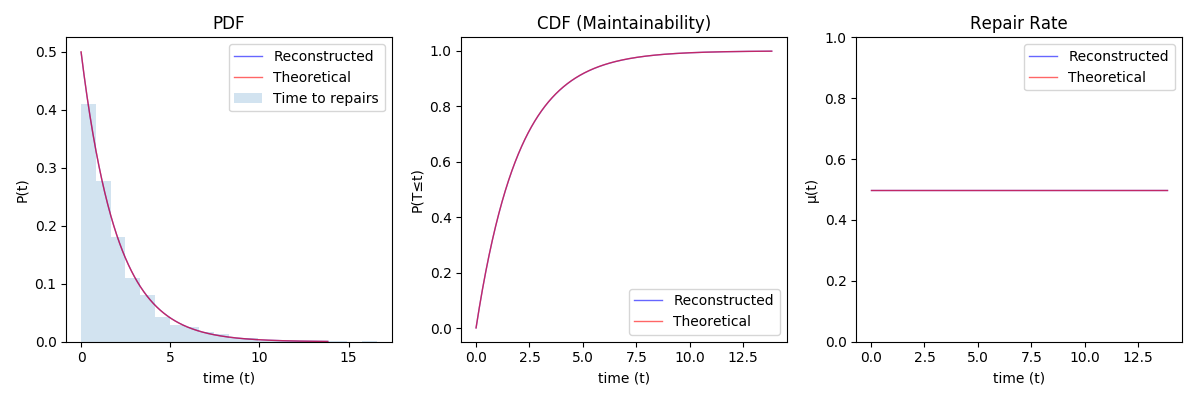 PDF
P(t)
0.5
0.4
0.3
0.2
0.1
0.0
Reconstructed
Theoretical
Time to repairs
0
5
10
15
time (t)
CDF (Maintainability)
P(T≤t)
1.0
0.8
0.6
0.4
0.2
0.0
Reconstructed
Theoretical
0.0
2.5
5.0
7.5
10.0
12.5
time (t)
Repair Rate
μ(t)
1.0
0.8
0.6
0.4
0.2
0.0
Reconstructed
Theoretical
0.0
2.5
5.0
7.5
10.0
12.5
time (t)